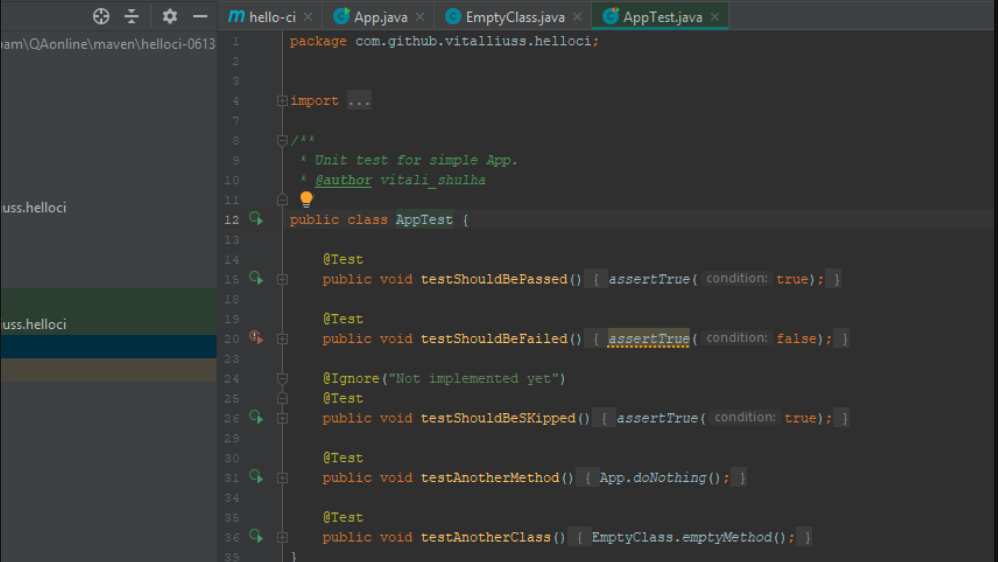 hello-ci App.java EmptyClass.java AppTest.java
oam\QAonline\maven\helloci-0613
1 package com.github.vitalliuss.helloci;
2
3
4 import ...
7
8 /**
9 * Unit test for simple App.
10 * @author vitali_shulha
iuss.helloci
11
12 public class AppTest {
13
14 @Test
15 public void testShouldBePassed() { assertTrue( condition: true); }
18
19 @Test
iuss.helloci
20 public void testShouldBeFailed() { assertTrue( condition: false); }
23
24 @Ignore("Not implemented yet")
25 @Test
26 public void testShouldBeSKipped() { assertTrue( condition: true); }
29
30 @Test
31 public void testAnotherMethod() { App.doNothing(); }
34
35 @Test
36 public void testAnotherClass() { EmptyClass.emptyMethod(); }
39 }